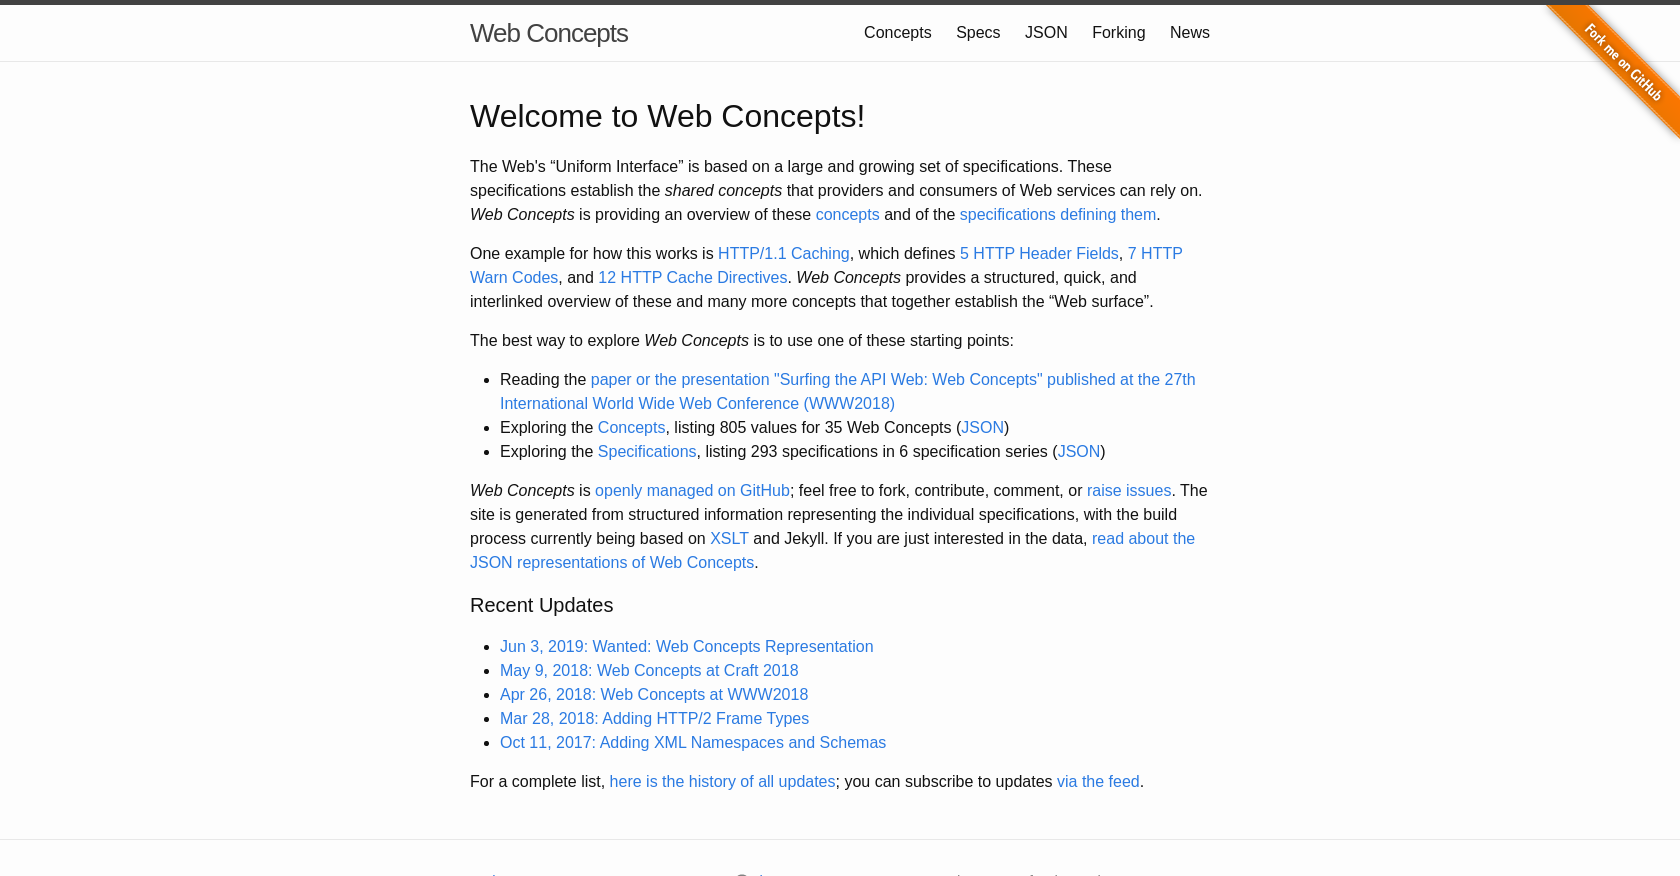 Web Concepts
Concepts Specs JSON Forking News
Fork me on GitHub
Welcome to Web Concepts!
The Web's “Uniform Interface” is based on a large and growing set of specifications. These
specifications establish the shared concepts that providers and consumers of Web services can rely on.
Web Concepts is providing an overview of these concepts and of the specifications defining them.
One example for how this works is HTTP/1.1 Caching, which defines 5 HTTP Header Fields, 7 HTTP
Warn Codes, and 12 HTTP Cache Directives. Web Concepts provides a structured, quick, and
interlinked overview of these and many more concepts that together establish the “Web surface”.
The best way to explore Web Concepts is to use one of these starting points:
Reading the paper or the presentation "Surfing the API Web: Web Concepts" published at the 27th
International World Wide Web Conference (WWW2018)
Exploring the Concepts, listing 805 values for 35 Web Concepts (JSON)
Exploring the Specifications, listing 293 specifications in 6 specification series (JSON)
Web Concepts is openly managed on GitHub; feel free to fork, contribute, comment, or raise issues. The
site is generated from structured information representing the individual specifications, with the build
process currently being based on XSLT and Jekyll. If you are just interested in the data, read about the
JSON representations of Web Concepts.
Recent Updates
Jun 3, 2019: Wanted: Web Concepts Representation
May 9, 2018: Web Concepts at Craft 2018
Apr 26, 2018: Web Concepts at WWW2018
Mar 28, 2018: Adding HTTP/2 Frame Types
Oct 11, 2017: Adding XML Namespaces and Schemas
For a complete list, here is the history of all updates; you can subscribe to updates via the feed.